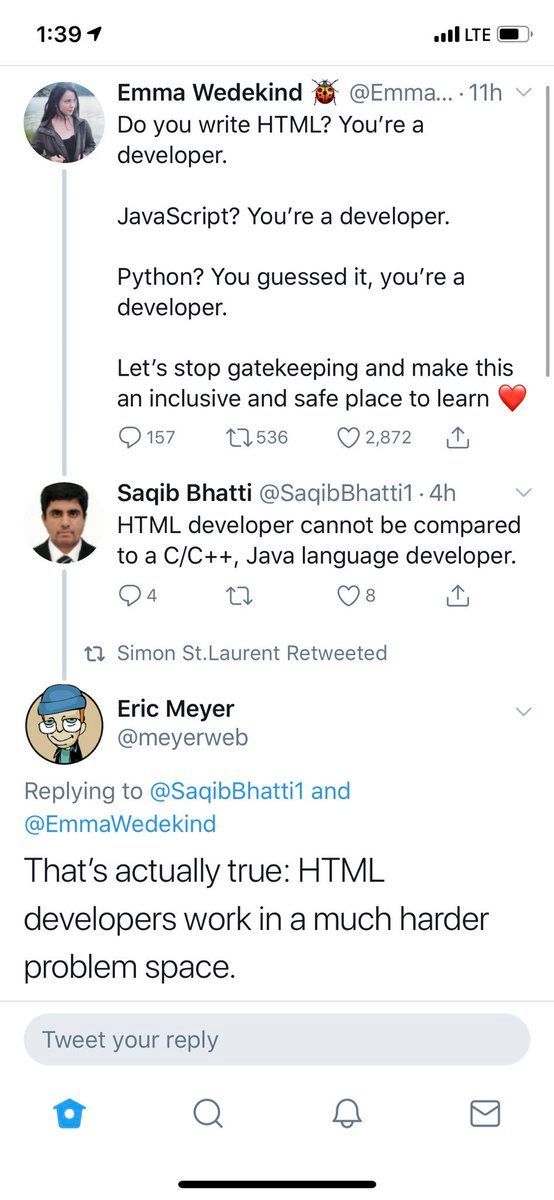 1:39
LTE
Emma Wedekind 🐞 @Emma... · 11h
Do you write HTML? You're a
developer.
JavaScript? You're a developer.
Python? You guessed it, you're a
developer.
Let's stop gatekeeping and make this
an inclusive and safe place to learn ❤️
157 536 2,872
Saqib Bhatti @SaqibBhatti1 · 4h
HTML developer cannot be compared
to a C/C++, Java language developer.
4 8
Simon St.Laurent Retweeted
Eric Meyer
@meyerweb
Replying to @SaqibBhatti1 and
@EmmaWedekind
That's actually true: HTML
developers work in a much harder
problem space.
Tweet your reply